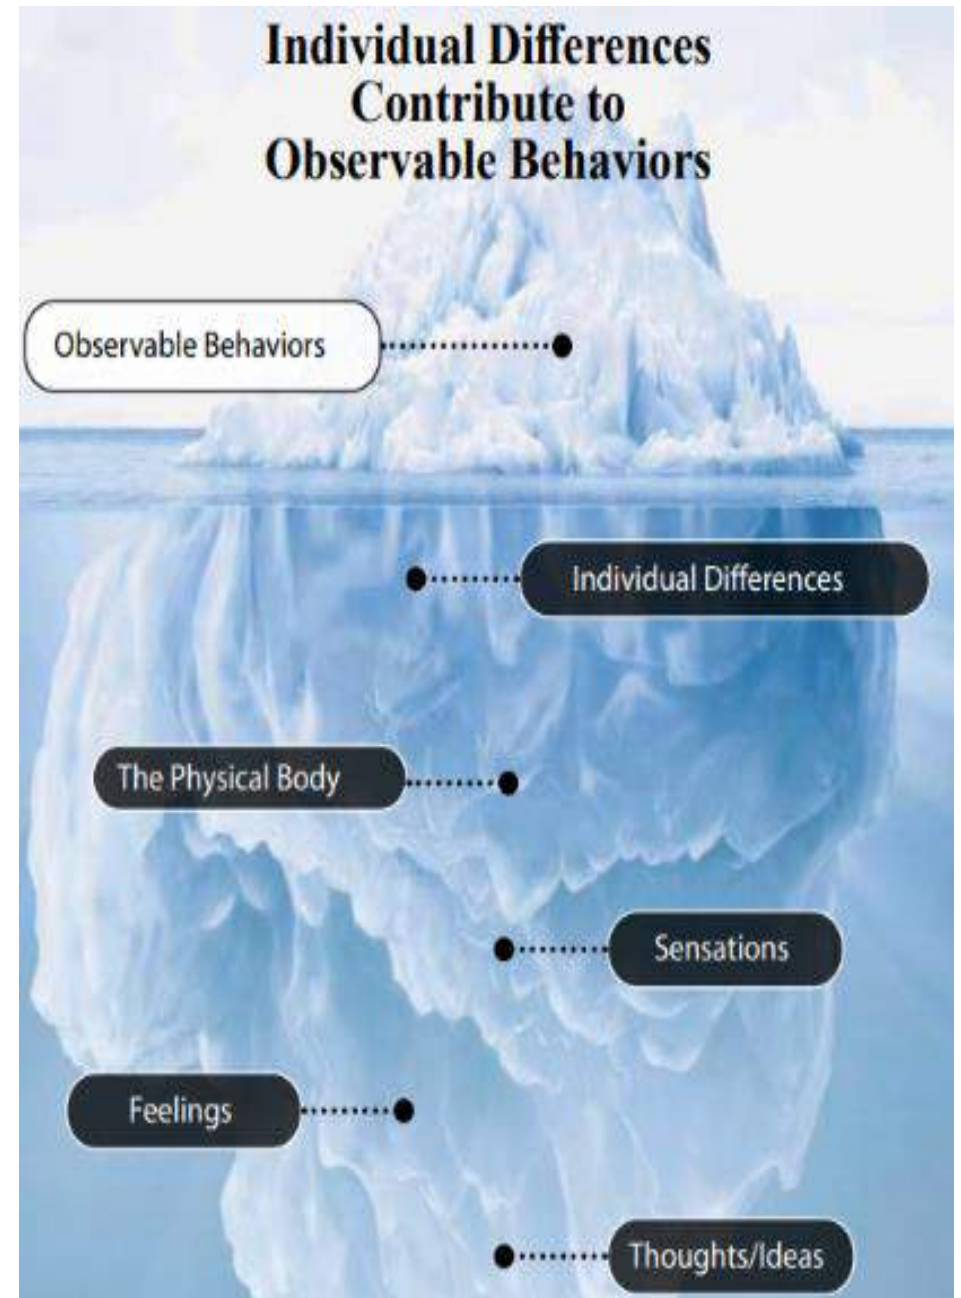 Individual Differences
Contribute to
Observable Behaviors
Observable Behaviors
Individual Differences
The Physical Body
Sensations
Feelings
Thoughts/Ideas